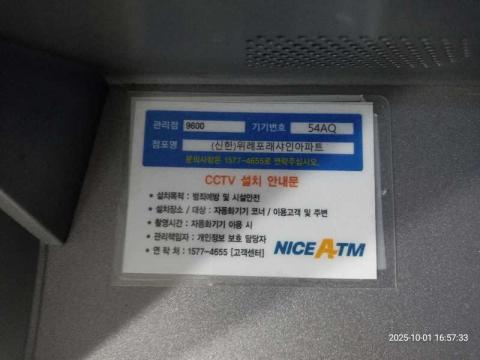 관리점 9600 기기번호 54AQ
점포명 (신한)위례포래샤인아파트
문의사항은 1577-4655로 연락주십시요.
CCTV 설치 안내문
• 설치목적 : 범죄예방 및 시설안전
• 설치장소 / 대상 : 자동화기기 코너 / 이용고객 및 주변
• 촬영시간 : 자동화기기 이용 시
• 관리책임자 : 개인정보 보호 담당자
• 연 락 처 : 1577-4655 [고객센터]
NICE ATM
2025-10-01 16:57:33